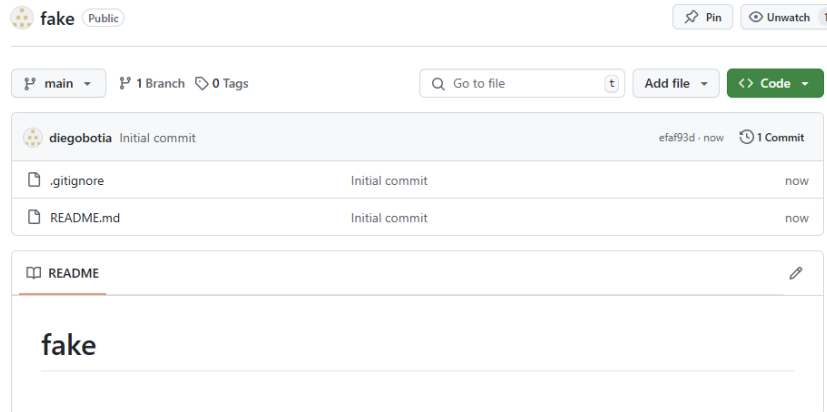 fake Public Pin Unwatch 1
main 1 Branch 0 Tags Go to file t Add file Code
diegobotia Initial commit efaf93d · now 1 Commit
.gitignore Initial commit now
README.md Initial commit now
README
fake